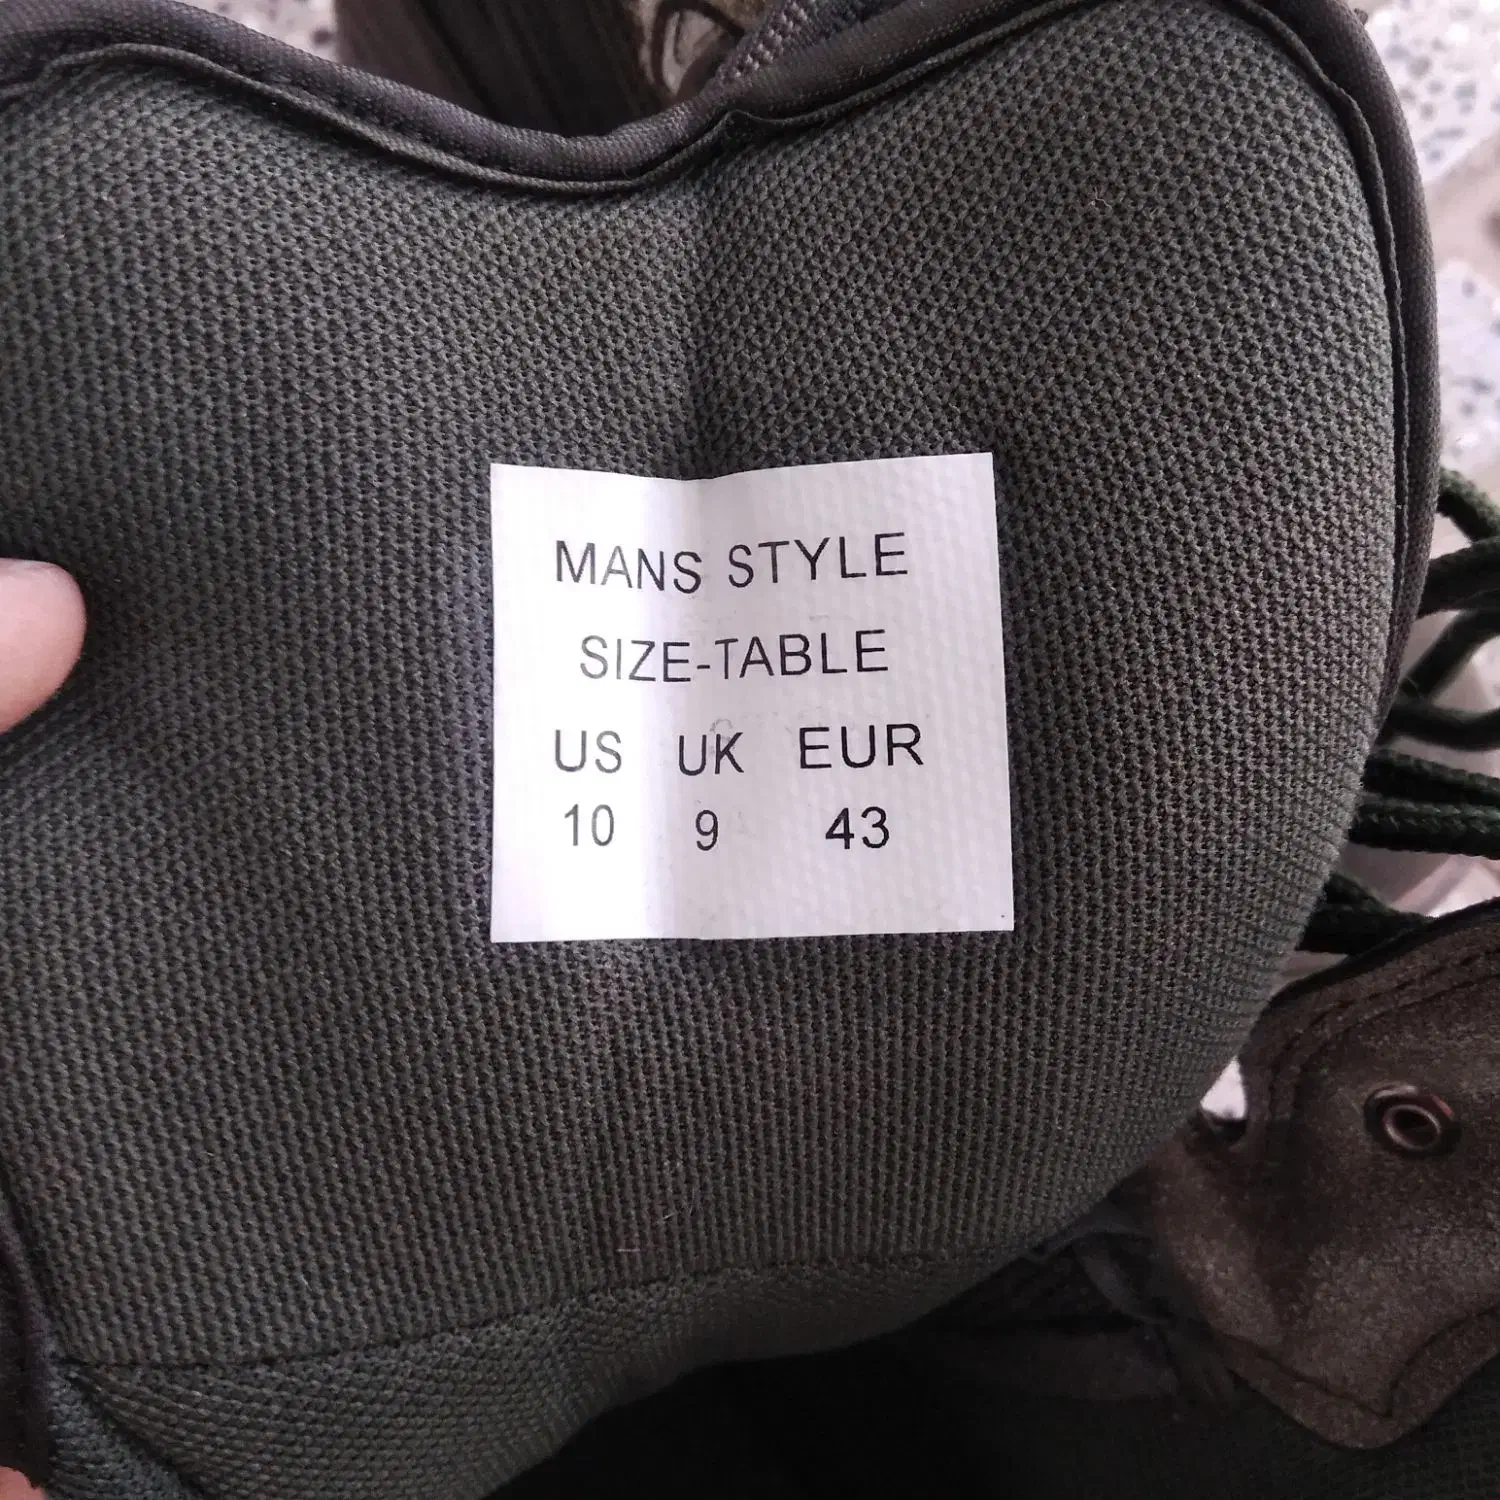 MANS STYLE
SIZE-TABLE
US UK EUR
10 9 43